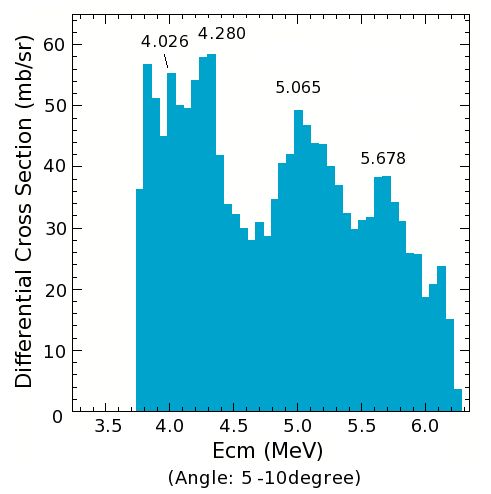 Differential Cross Section (mb/sr)
60
50
40
30
20
10
0
4.026
4.280
5.065
5.678
3.5 4.0 4.5 5.0 5.5 6.0
Ecm (MeV)
(Angle: 5 -10degree)